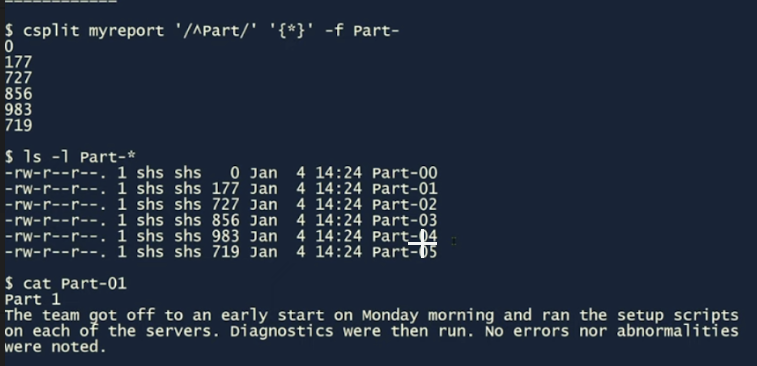 $ csplit myreport '/^Part/' '{*}' -f Part-
0
177
727
856
983
719
$ ls -l Part-*
-rw-r--r--. 1 shs shs   0 Jan  4 14:24 Part-00
-rw-r--r--. 1 shs shs 177 Jan  4 14:24 Part-01
-rw-r--r--. 1 shs shs 727 Jan  4 14:24 Part-02
-rw-r--r--. 1 shs shs 856 Jan  4 14:24 Part-03
-rw-r--r--. 1 shs shs 983 Jan  4 14:24 Part-04
-rw-r--r--. 1 shs shs 719 Jan  4 14:24 Part-05
$ cat Part-01
Part 1
The team got off to an early start on Monday morning and ran the setup scripts
on each of the servers. Diagnostics were then run. No errors nor abnormalities
were noted.